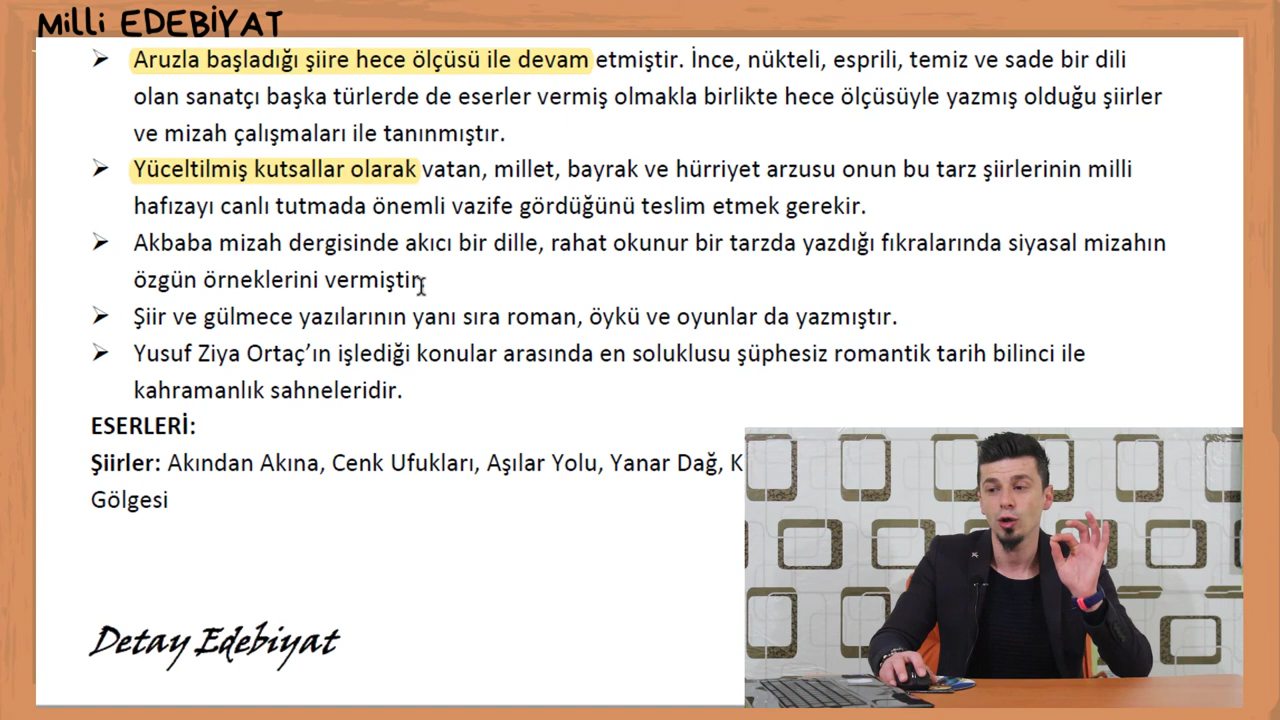 MiLLi EDEBİYAT
➢ Aruzla başladığı şiire hece ölçüsü ile devam etmiştir. İnce, nükteli, esprili, temiz ve sade bir dili
olan sanatçı başka türlerde de eserler vermiş olmakla birlikte hece ölçüsüyle yazmış olduğu şiirler
ve mizah çalışmaları ile tanınmıştır.
➢ Yüceltilmiş kutsallar olarak vatan, millet, bayrak ve hürriyet arzusu onun bu tarz şiirlerinin milli
hafızayı canlı tutmada önemli vazife gördüğünü teslim etmek gerekir.
➢ Akbaba mizah dergisinde akıcı bir dille, rahat okunur bir tarzda yazdığı fıkralarında siyasal mizahın
özgün örneklerini vermiştir.
➢ Şiir ve gülmece yazılarının yanı sıra roman, öykü ve oyunlar da yazmıştır.
➢ Yusuf Ziya Ortaç’ın işlediği konular arasında en soluklusu şüphesiz romantik tarih bilinci ile
kahramanlık sahneleridir.
ESERLERİ:
Şiirler: Akından Akına, Cenk Ufukları, Aşılar Yolu, Yanar Dağ, K
Gölgesi
Detay Edebiyat